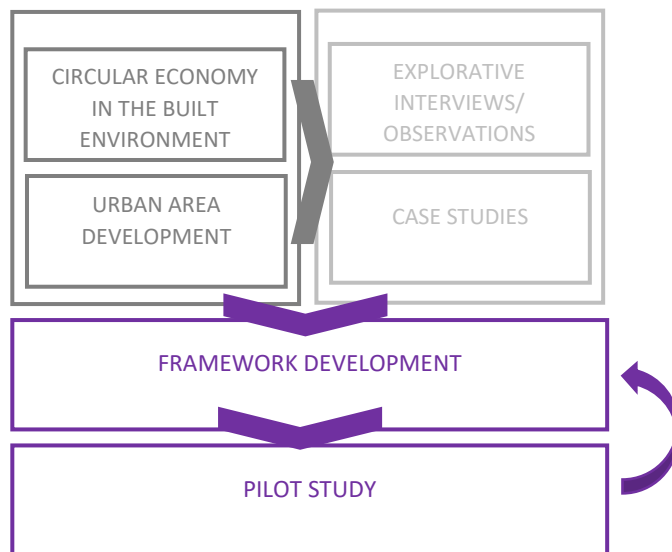 CIRCULAR ECONOMY
IN THE BUILT
ENVIRONMENT
URBAN AREA
DEVELOPMENT
EXPLORATIVE
INTERVIEWS/
OBSERVATIONS
CASE STUDIES
FRAMEWORK DEVELOPMENT
PILOT STUDY